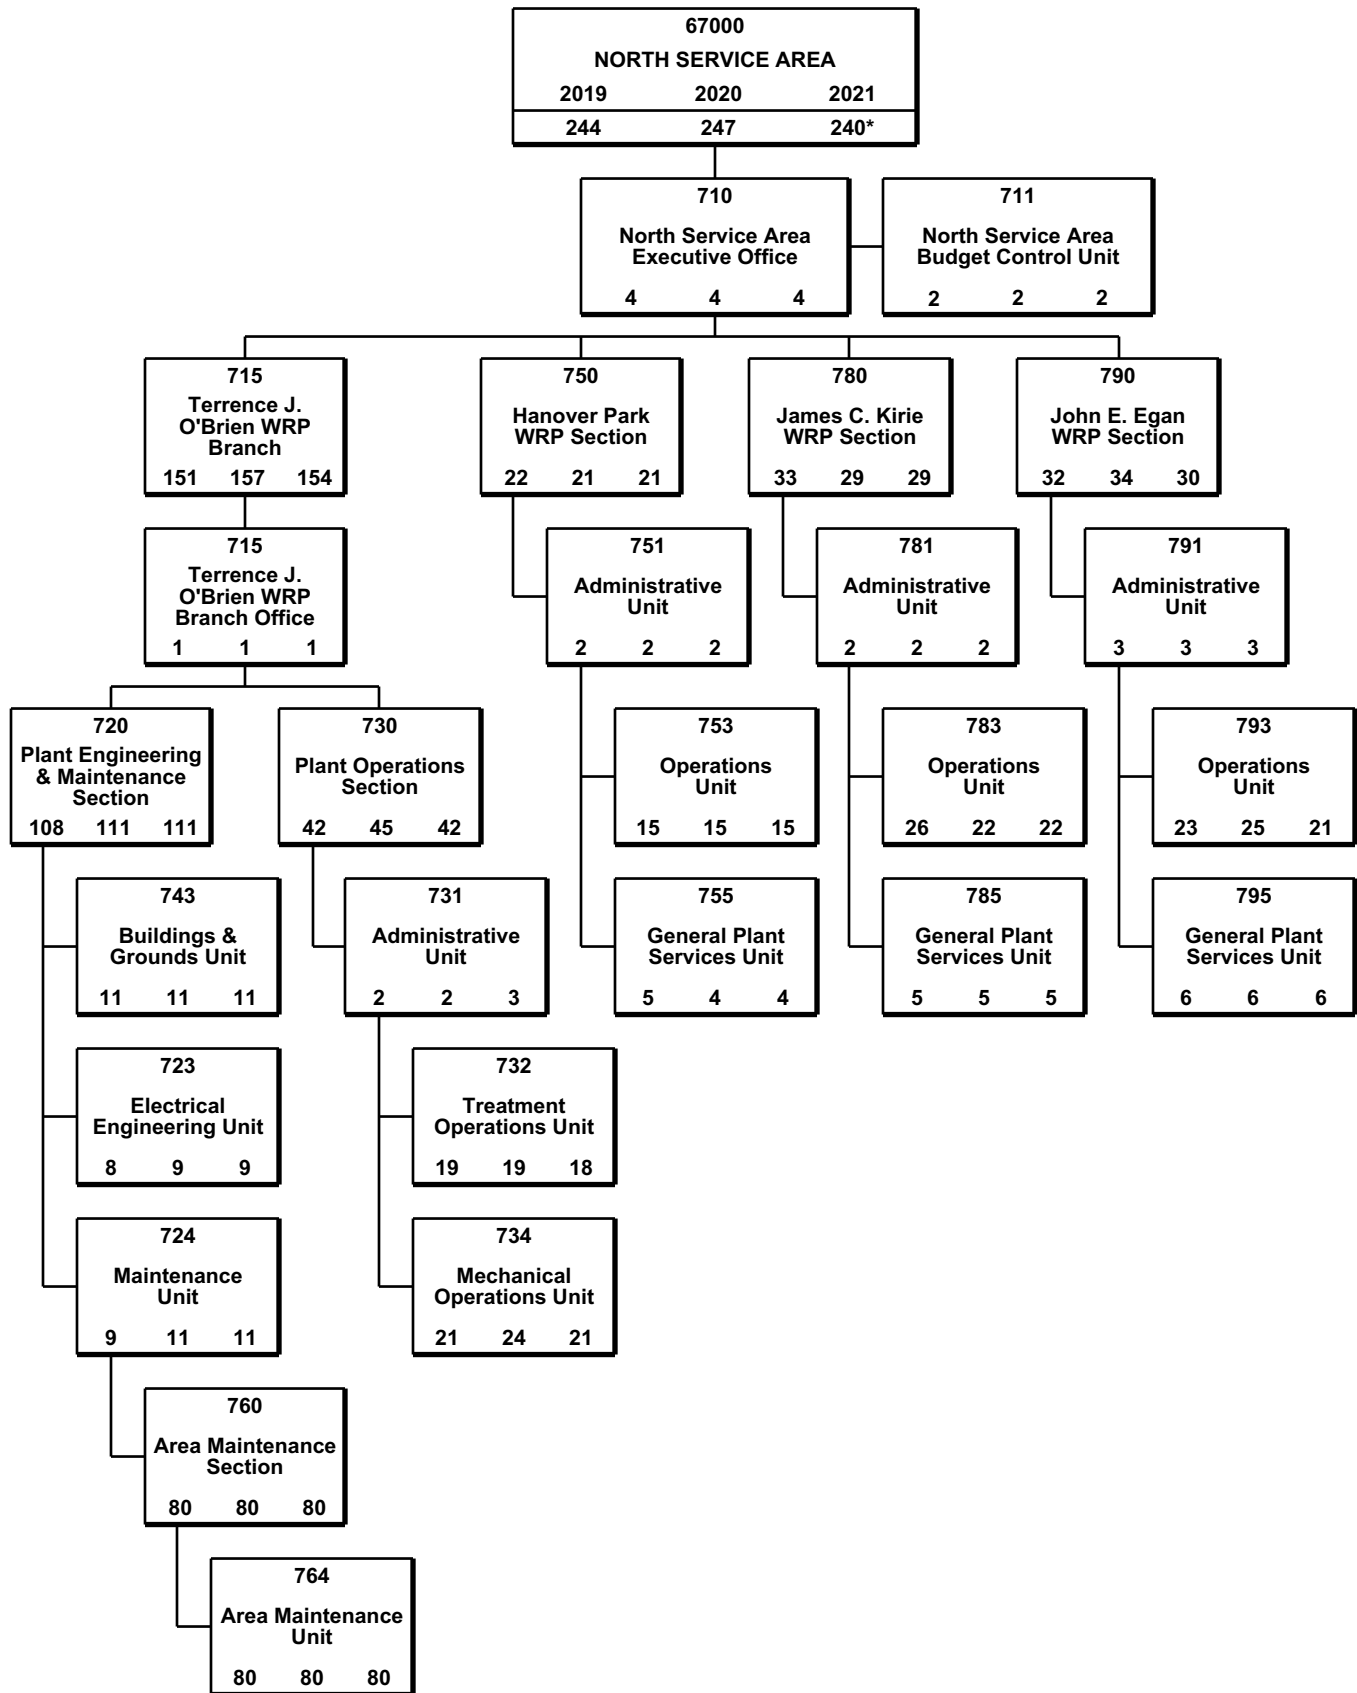 67000
NORTH SERVICE AREA
2019 2020 2021
244 247 240*
710
North Service Area
Executive Office
4 4 4
711
North Service Area
Budget Control Unit
2 2 2
715
Terrence J.
O'Brien WRP
Branch
151 157 154
750
Hanover Park
WRP Section
22 21 21
780
James C. Kirie
WRP Section
33 29 29
790
John E. Egan
WRP Section
32 34 30
715
Terrence J.
O'Brien WRP
Branch Office
1 1 1
751
Administrative
Unit
2 2 2
781
Administrative
Unit
2 2 2
791
Administrative
Unit
3 3 3
720
Plant Engineering
& Maintenance
Section
108 111 111
730
Plant Operations
Section
42 45 42
753
Operations
Unit
15 15 15
783
Operations
Unit
26 22 22
793
Operations
Unit
23 25 21
743
Buildings &
Grounds Unit
11 11 11
731
Administrative
Unit
2 2 3
755
General Plant
Services Unit
5 4 4
785
General Plant
Services Unit
5 5 5
795
General Plant
Services Unit
6 6 6
723
Electrical
Engineering Unit
8 9 9
732
Treatment
Operations Unit
19 19 18
724
Maintenance
Unit
9 11 11
734
Mechanical
Operations Unit
21 24 21
760
Area Maintenance
Section
80 80 80
764
Area Maintenance
Unit
80 80 80